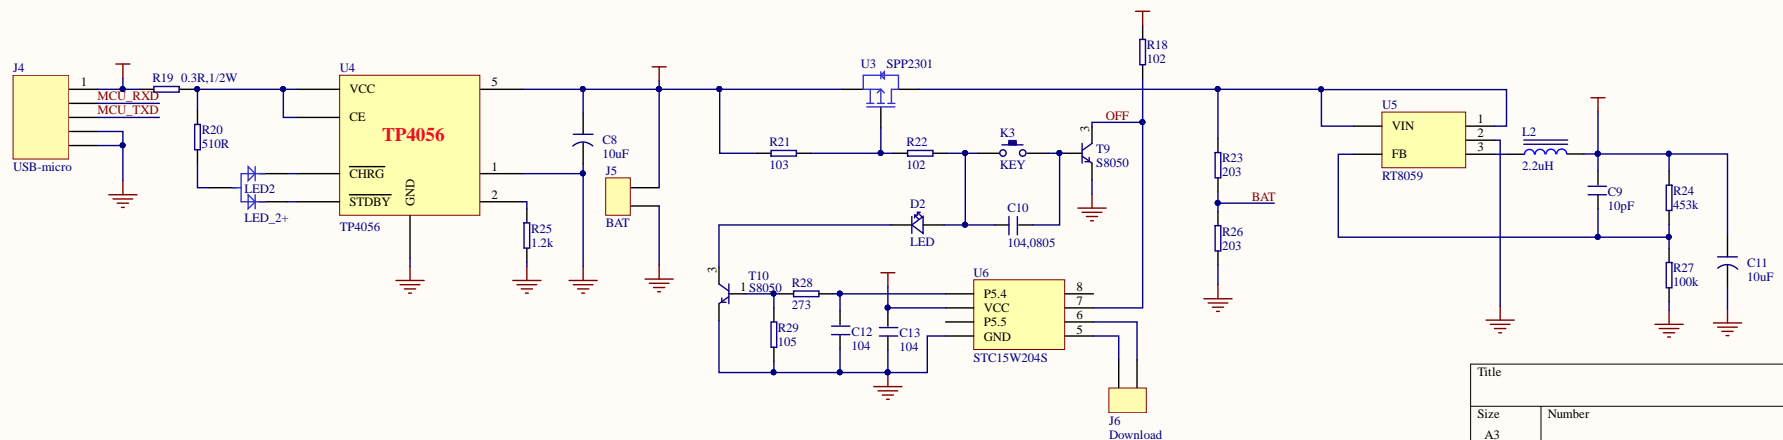 J4
1
MCU_RXD
MCU_TXD
USB-micro
R19 0.3R,1/2W
R20
510R
LED2
LED_2+
U4
VCC
CE
TP4056
CHRG
STDBY
GND
TP4056
5
1
2
R25
1.2k
C8
10uF
J5
BAT
U3 SPP2301
R21
103
R22
102
K3
KEY
D2
LED
C10
104,0805
OFF
3
T9
S8050
R18
102
3
T10
1 S8050
R28
273
R29
105
C12
104
C13
104
U6
P5.4
VCC
P5.5
GND
8
7
6
5
STC15W204S
J6
Download
R23
203
BAT
R26
203
U5
VIN
FB
1
2
3
RT8059
L2
2.2uH
C9
10pF
R24
453k
R27
100k
C11
10uF
Title
Size Number
A3